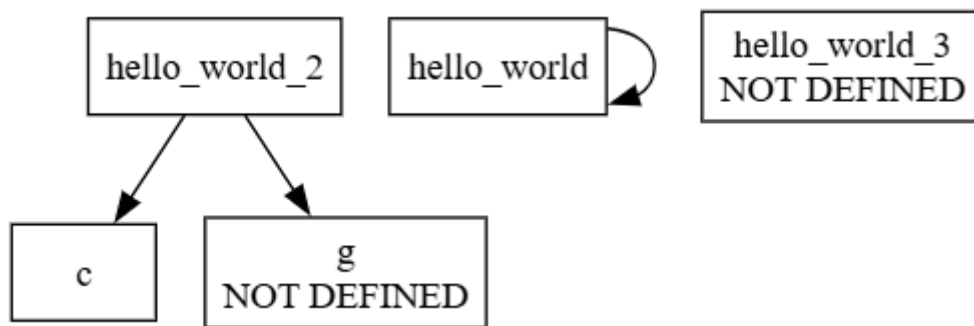 hello_world_2
hello_world
hello_world_3
NOT DEFINED
c
g
NOT DEFINED